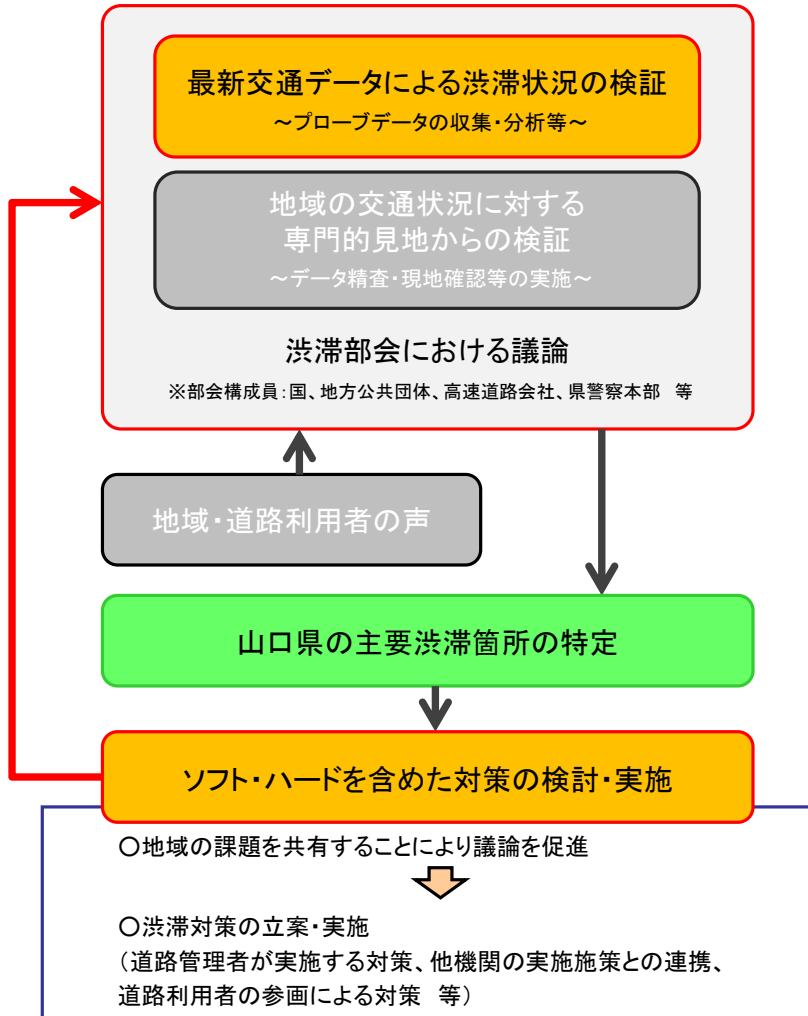 最新交通データによる渋滞状況の検証
～プローブデータの収集・分析等～
地域の交通状況に対する
専門的見地からの検証
～データ精査・現地確認等の実施～
渋滞部会における議論
※部会構成員：国、地方公共団体、高速道路会社、県警察本部　等
地域・道路利用者の声
山口県の主要渋滞箇所の特定
ソフト・ハードを含めた対策の検討・実施
○地域の課題を共有することにより議論を促進
○渋滞対策の立案・実施
（道路管理者が実施する対策、他機関の実施施策との連携、
道路利用者の参画による対策　等）